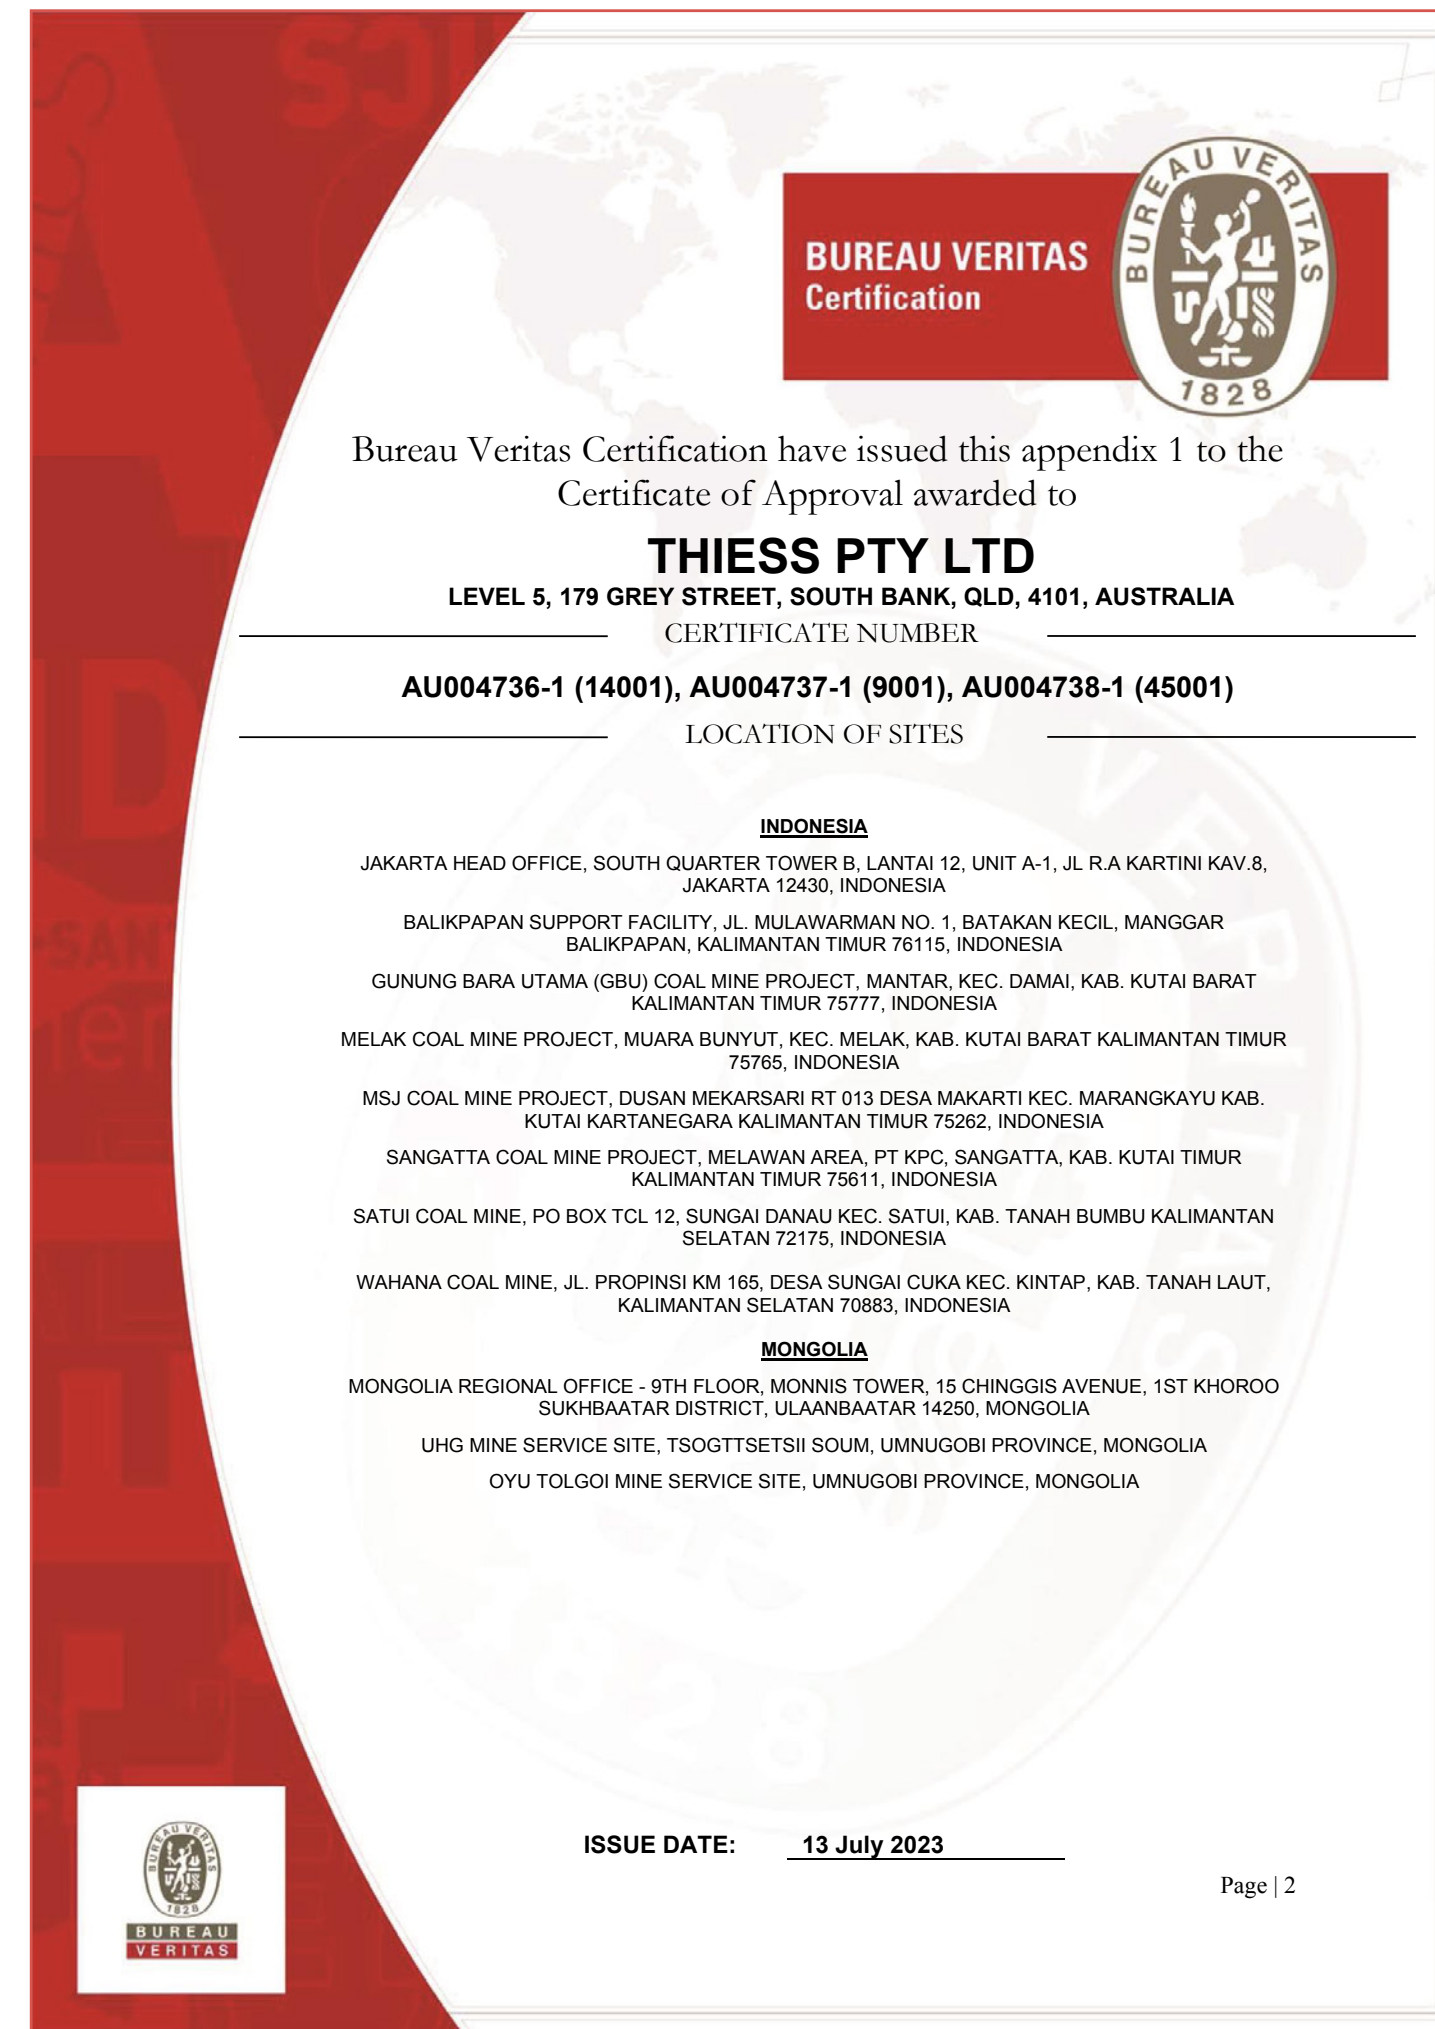 BUREAU VERITAS
Certification
BUREAU VERITAS
1828
Bureau Veritas Certification have issued this appendix 1 to the
Certificate of Approval awarded to
THIESS PTY LTD
LEVEL 5, 179 GREY STREET, SOUTH BANK, QLD, 4101, AUSTRALIA
CERTIFICATE NUMBER
AU004736-1 (14001), AU004737-1 (9001), AU004738-1 (45001)
LOCATION OF SITES
INDONESIA
JAKARTA HEAD OFFICE, SOUTH QUARTER TOWER B, LANTAI 12, UNIT A-1, JL R.A KARTINI KAV.8,
JAKARTA 12430, INDONESIA
BALIKPAPAN SUPPORT FACILITY, JL. MULAWARMAN NO. 1, BATAKAN KECIL, MANGGAR
BALIKPAPAN, KALIMANTAN TIMUR 76115, INDONESIA
GUNUNG BARA UTAMA (GBU) COAL MINE PROJECT, MANTAR, KEC. DAMAI, KAB. KUTAI BARAT
KALIMANTAN TIMUR 75777, INDONESIA
MELAK COAL MINE PROJECT, MUARA BUNYUT, KEC. MELAK, KAB. KUTAI BARAT KALIMANTAN TIMUR
75765, INDONESIA
MSJ COAL MINE PROJECT, DUSAN MEKARSARI RT 013 DESA MAKARTI KEC. MARANGKAYU KAB.
KUTAI KARTANEGARA KALIMANTAN TIMUR 75262, INDONESIA
SANGATTA COAL MINE PROJECT, MELAWAN AREA, PT KPC, SANGATTA, KAB. KUTAI TIMUR
KALIMANTAN TIMUR 75611, INDONESIA
SATUI COAL MINE, PO BOX TCL 12, SUNGAI DANAU KEC. SATUI, KAB. TANAH BUMBU KALIMANTAN
SELATAN 72175, INDONESIA
WAHANA COAL MINE, JL. PROPINSI KM 165, DESA SUNGAI CUKA KEC. KINTAP, KAB. TANAH LAUT,
KALIMANTAN SELATAN 70883, INDONESIA
MONGOLIA
MONGOLIA REGIONAL OFFICE - 9TH FLOOR, MONNIS TOWER, 15 CHINGGIS AVENUE, 1ST KHOROO
SUKHBAATAR DISTRICT, ULAANBAATAR 14250, MONGOLIA
UHG MINE SERVICE SITE, TSOGTTSETSII SOUM, UMNUGOBI PROVINCE, MONGOLIA
OYU TOLGOI MINE SERVICE SITE, UMNUGOBI PROVINCE, MONGOLIA
ISSUE DATE: 13 July 2023
Page | 2
BUREAU VERITAS
1828
BUREAU
VERITAS